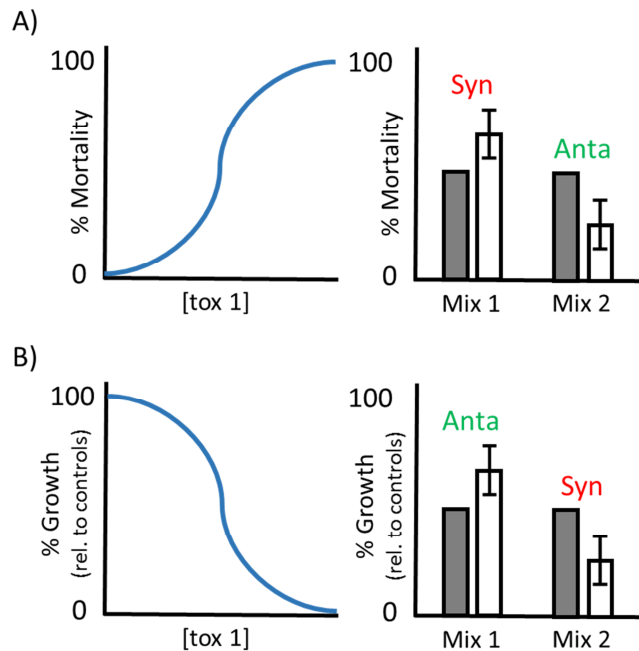 A)
100
% Mortality
0
[tox 1]
100
% Mortality
0
Syn
Anta
Mix 1
Mix 2
B)
100
% Growth
(rel. to controls)
0
[tox 1]
100
% Growth
(rel. to controls)
0
Anta
Syn
Mix 1
Mix 2